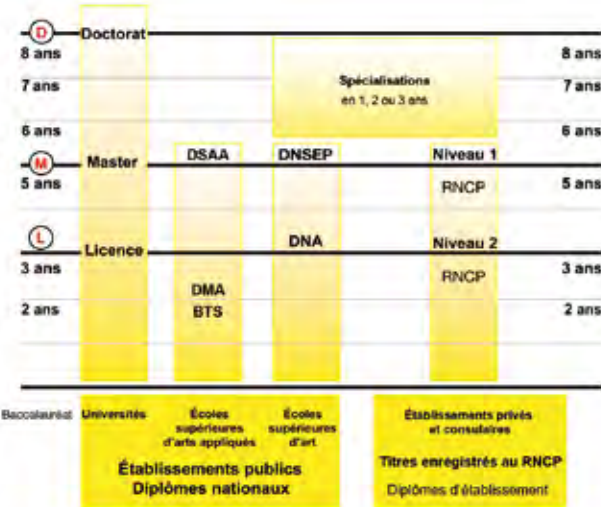 D Doctorat
8 ans 8 ans
Spécialisations
7 ans 7 ans
en 1, 2 ou 3 ans
6 ans 6 ans
DSAA DNSEP Niveau 1
M Master
5 ans RNCP 5 ans
L DNA Niveau 2
Licence
3 ans RNCP 3 ans
DMA
2 ans BTS 2 ans
Baccalauréat Universités Écoles supérieures d'arts appliqués Écoles supérieures d'art Établissements privés et consulaires
Établissements publics
Diplômes nationaux
Titres enregistrés au RNCP
Diplômes d'établissement